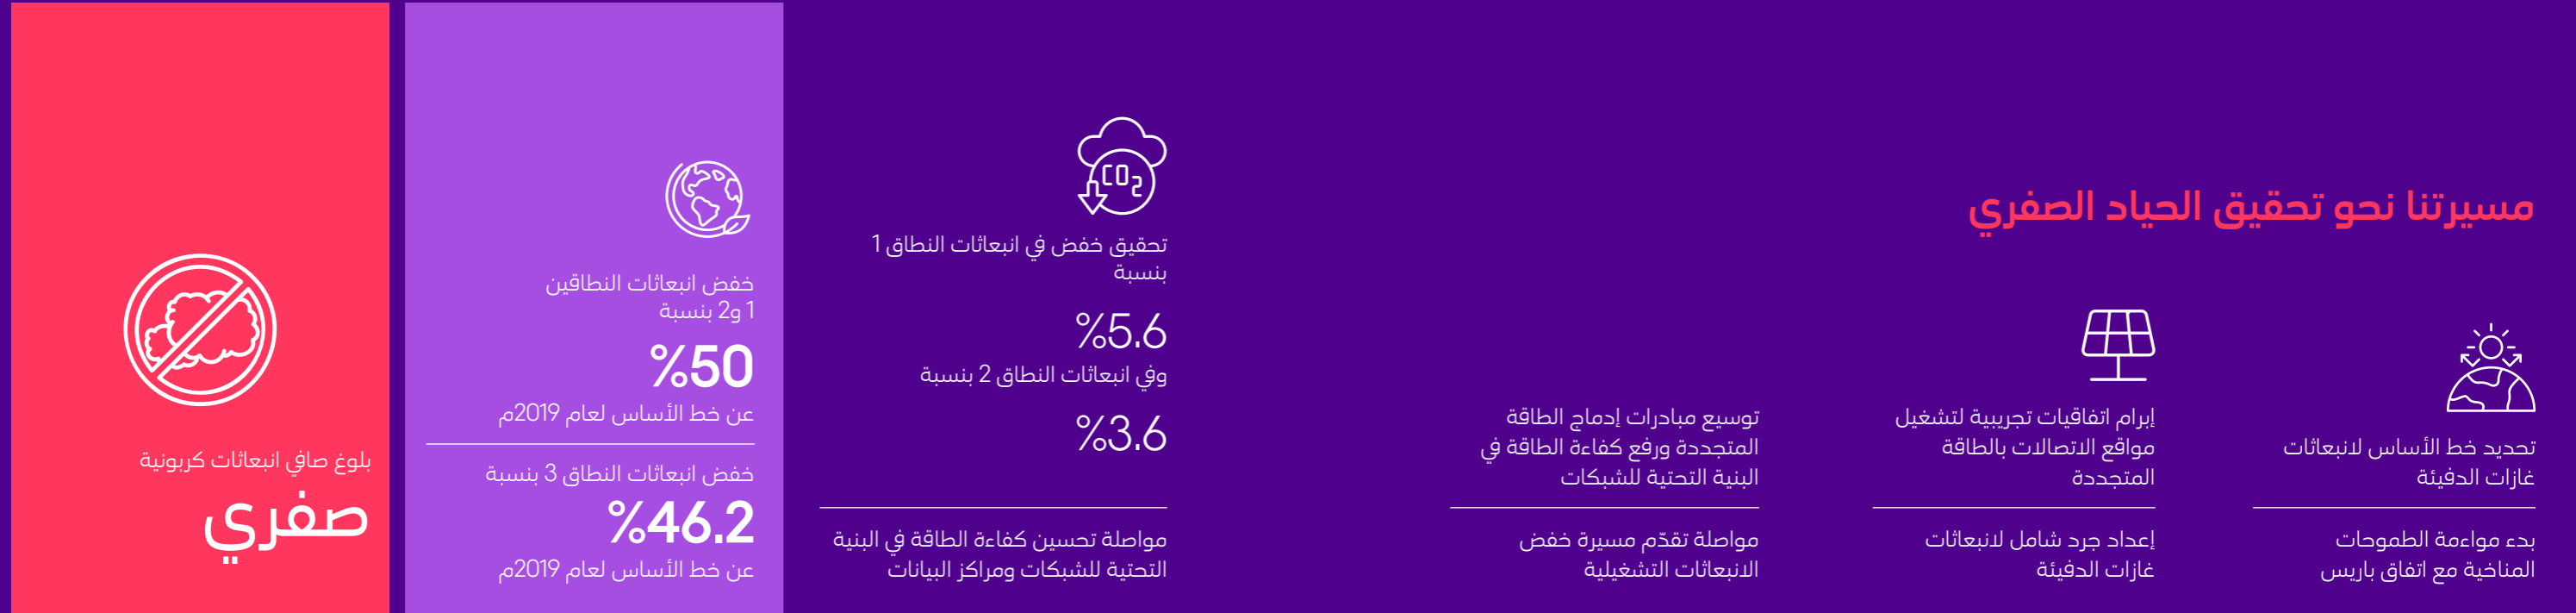 مسيرتنا نحو تحقيق الحياد الصفري
تحديد خط الأساس لانبعاثات
غازات الدفيئة
بدء مواءمة الطموحات
المناخية مع اتفاق باريس
إبرام اتفاقيات تجريبية لتشغيل
مواقع الاتصالات بالطاقة
المتجددة
إعداد جرد شامل لانبعاثات
غازات الدفيئة
توسيع مبادرات إدماج الطاقة
المتجددة ورفع كفاءة الطاقة في
البنية التحتية للشبكات
مواصلة تقدّم مسيرة خفض
الانبعاثات التشغيلية
CO2
تحقيق خفض في انبعاثات النطاق 1
بنسبة
%5.6
وفي انبعاثات النطاق 2 بنسبة
%3.6
مواصلة تحسين كفاءة الطاقة في البنية
التحتية للشبكات ومراكز البيانات
خفض انبعاثات النطاقين
1 و2 بنسبة
%50
عن خط الأساس لعام 2019م
خفض انبعاثات النطاق 3 بنسبة
%46.2
عن خط الأساس لعام 2019م
بلوغ صافي انبعاثات كربونية
صفري